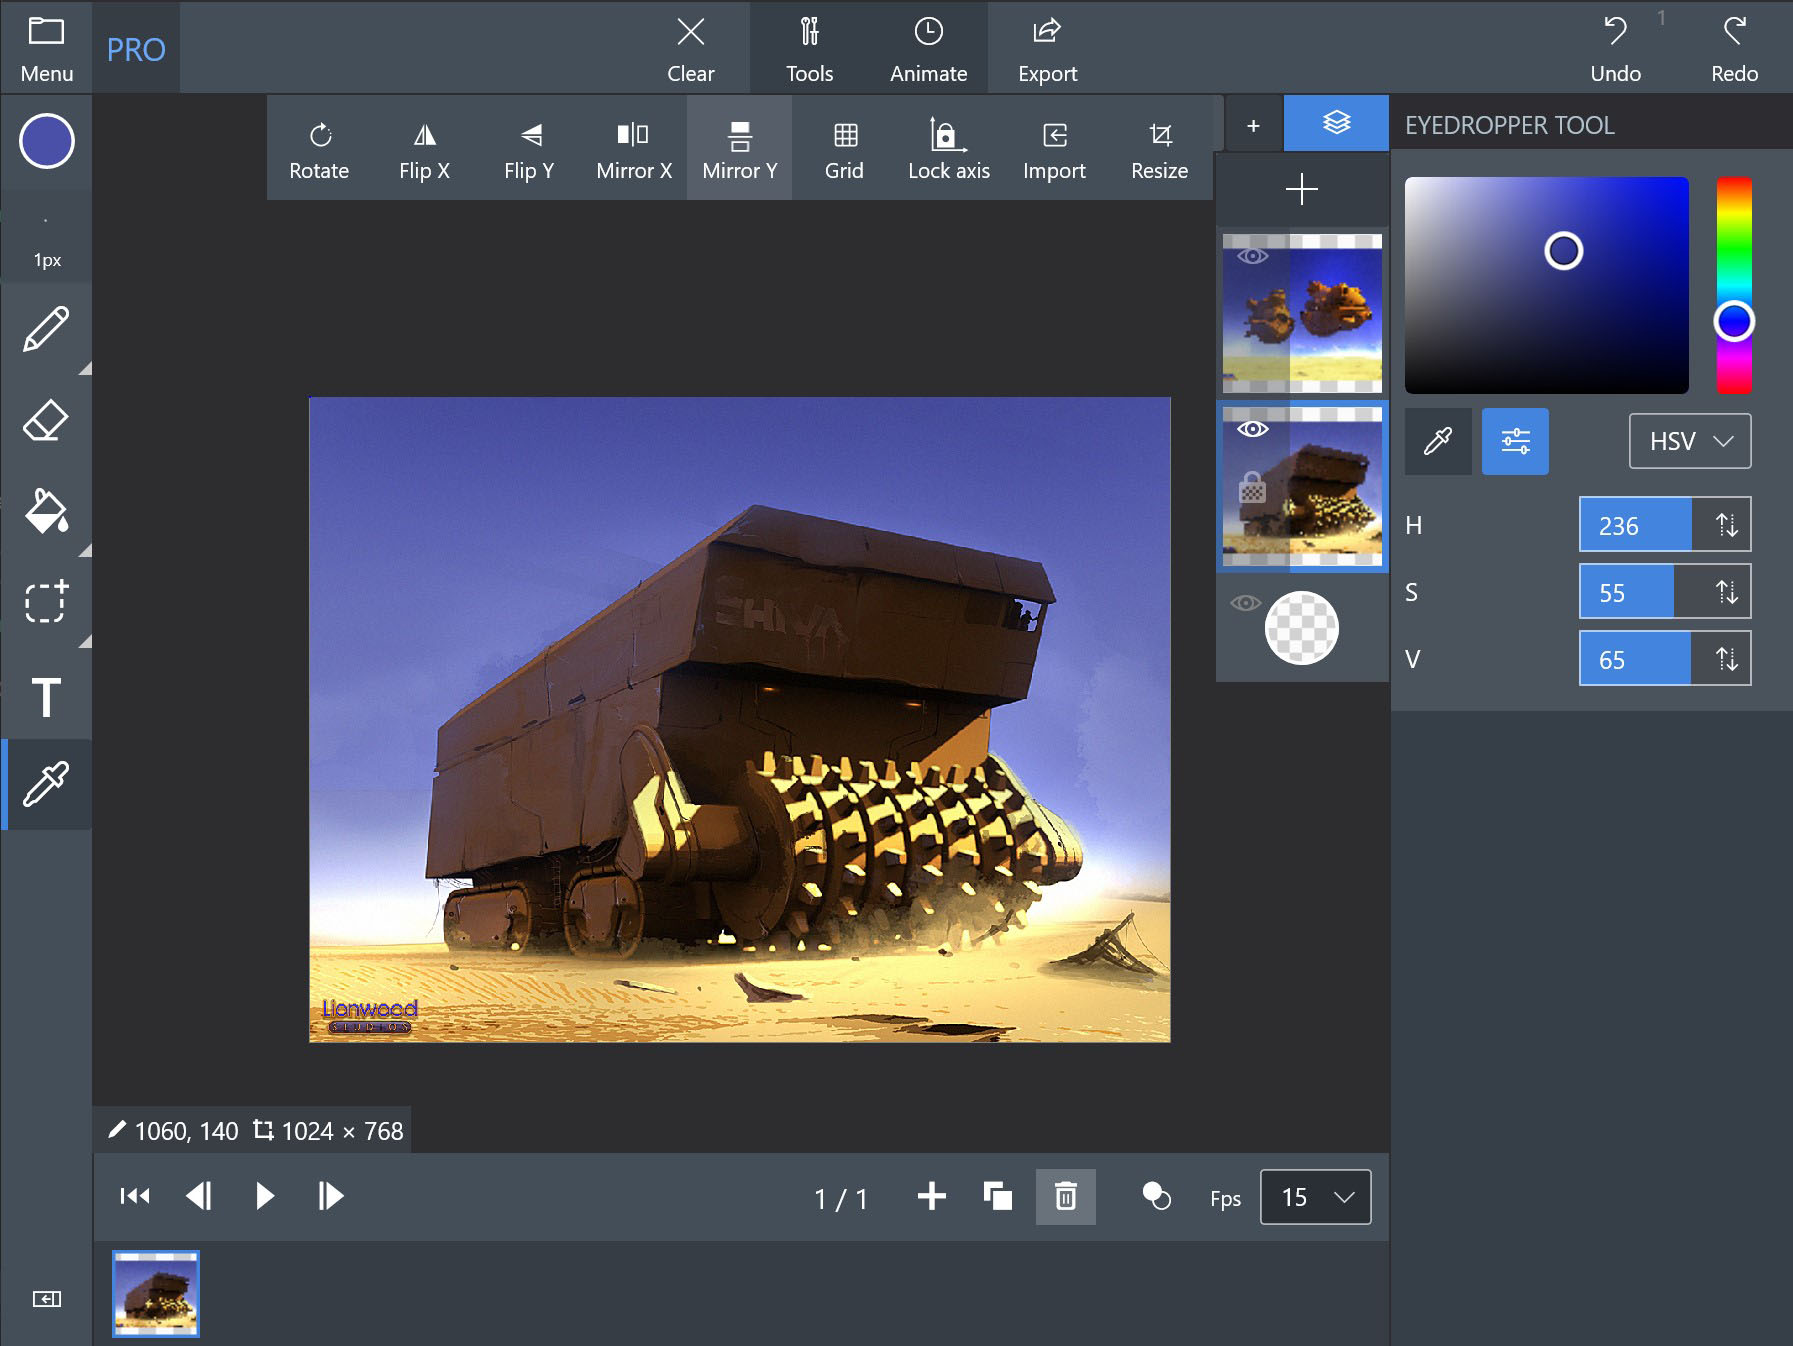 Menu
PRO
Clear
Tools
Animate
Export
Undo
1
Redo
Rotate
Flip X
Flip Y
Mirror X
Mirror Y
Grid
Lock axis
Import
Resize
EYEDROPPER TOOL
1px
HSV
H 236
S 55
V 65
T
SHIVA
Lionwood
STUDIOS
1060, 140 1024 × 768
1 / 1
Fps 15